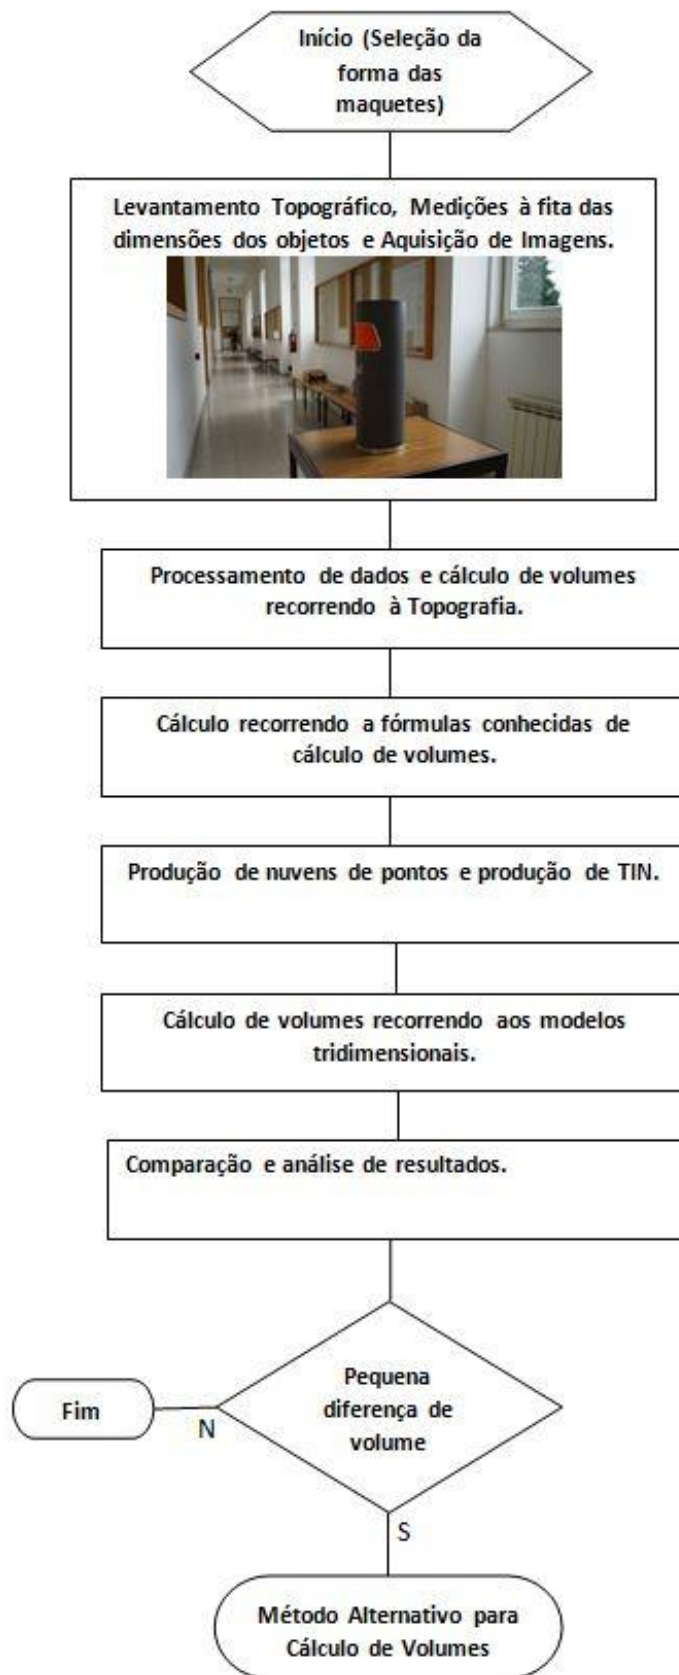 Início (Seleção da
forma das
maquetes)
Levantamento Topográfico, Medições à fita das
dimensões dos objetos e Aquisição de Imagens.
Processamento de dados e cálculo de volumes
recorrendo à Topografia.
Cálculo recorrendo a fórmulas conhecidas de
cálculo de volumes.
Produção de nuvens de pontos e produção de TIN.
Cálculo de volumes recorrendo aos modelos
tridimensionais.
Comparação e análise de resultados.
Pequena
diferença de
volume
Fim
N
S
Método Alternativo para
Cálculo de Volumes